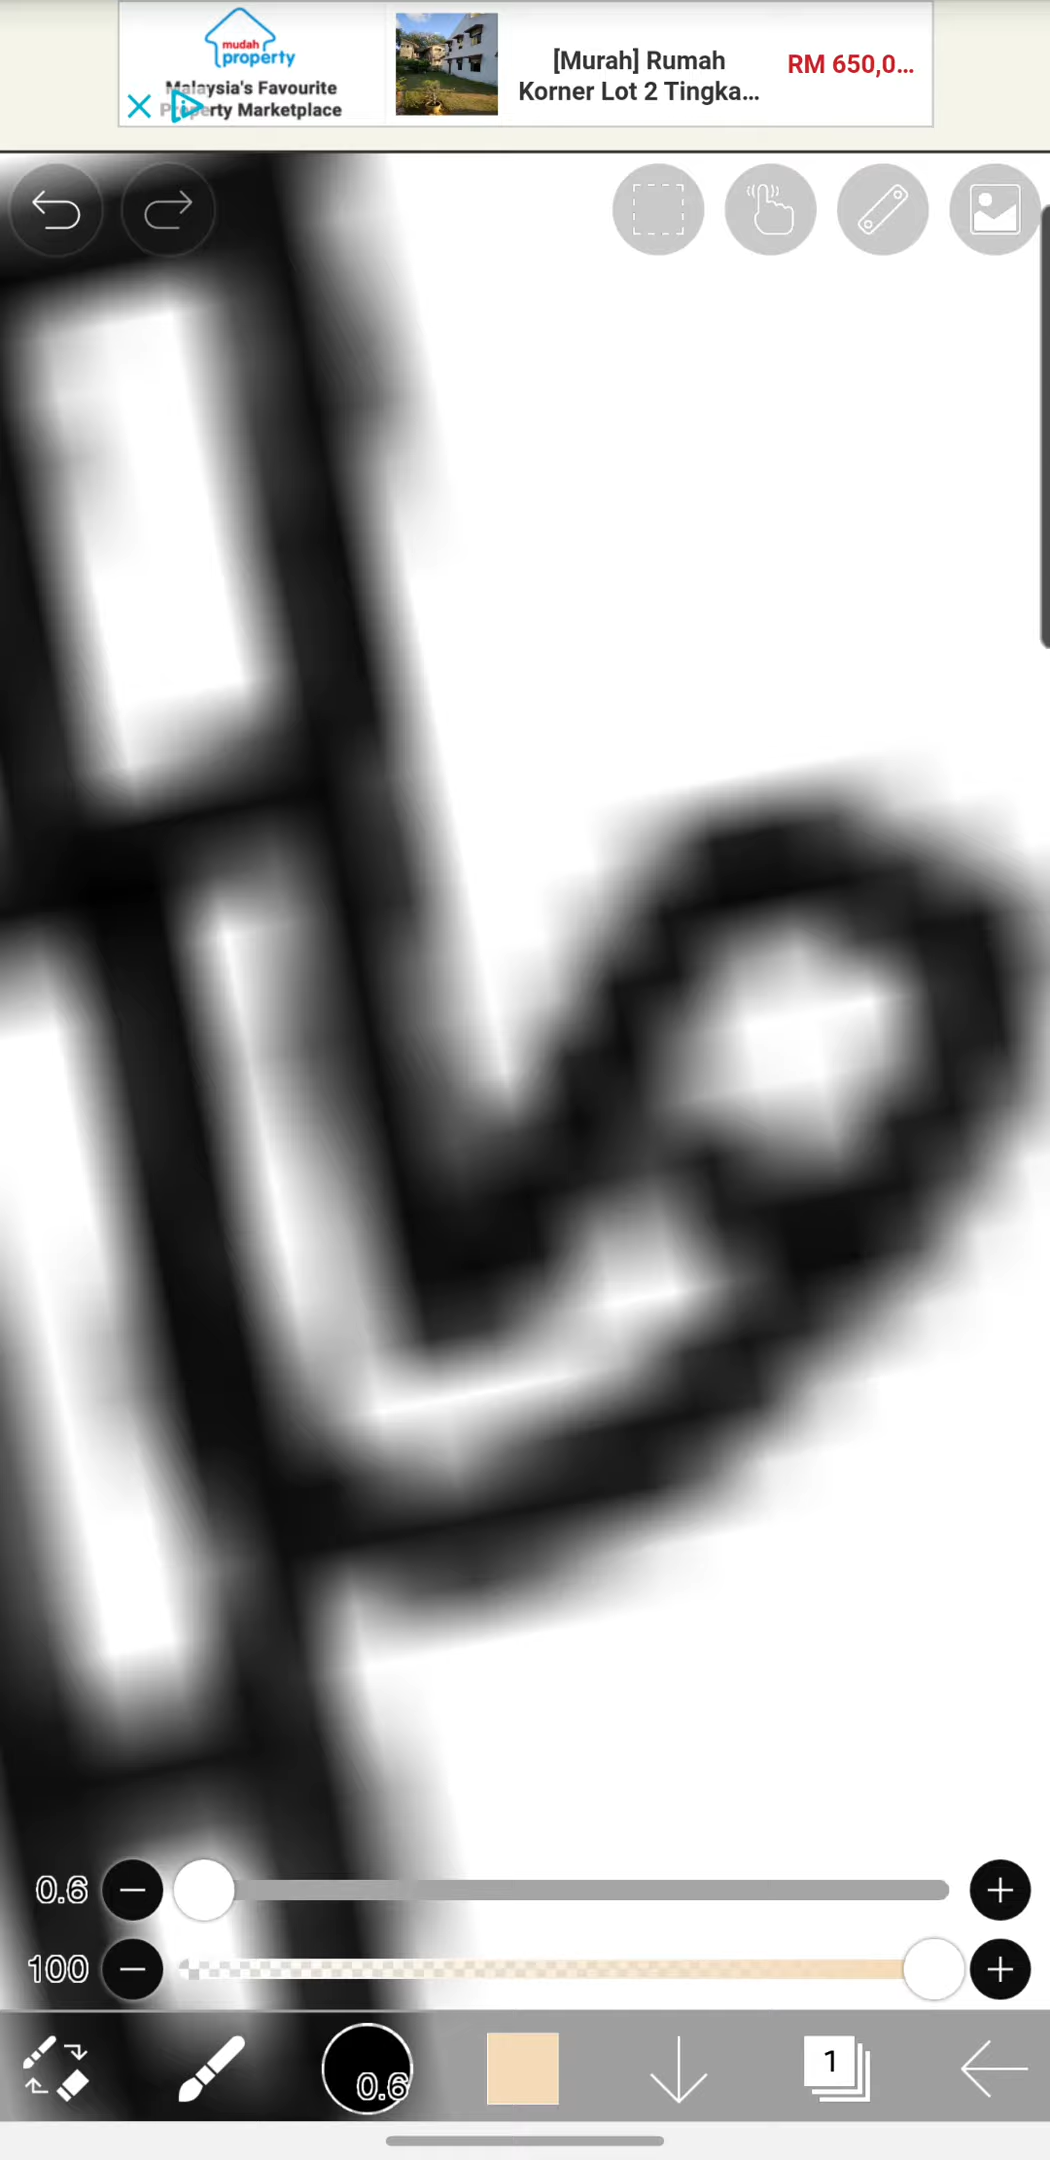 mudah
property
Malaysia's Favourite
Property Marketplace
[Murah] Rumah
Korner Lot 2 Tingka...
RM 650,0...
0.6
100
0.6
1